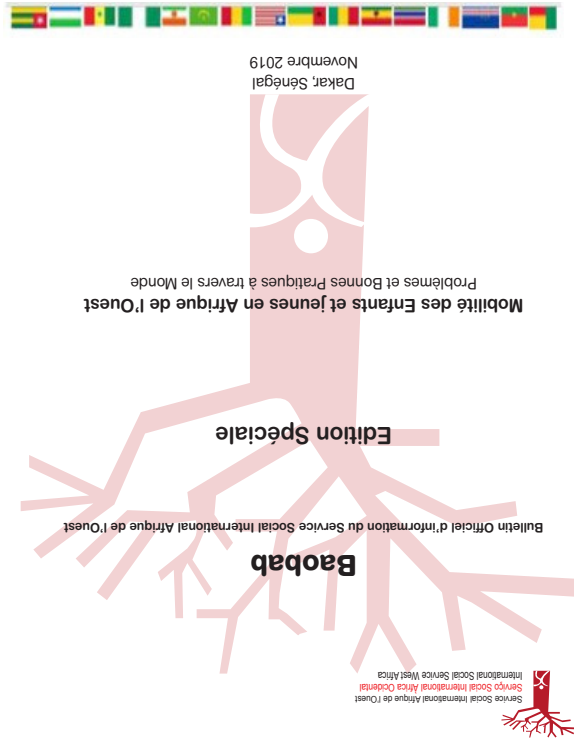 Service Social International Afrique de l'Ouest
Serviço Social International África Ocidental
International Social Service West Africa
Baobab
Bulletin Officiel d'information du Service Social International Afrique de l'Ouest
Edition Spéciale
Mobilité des Enfants et jeunes en Afrique de l'Ouest
Problèmes et Bonnes Pratiques à travers le Monde
Dakar, Sénégal
Novembre 2019